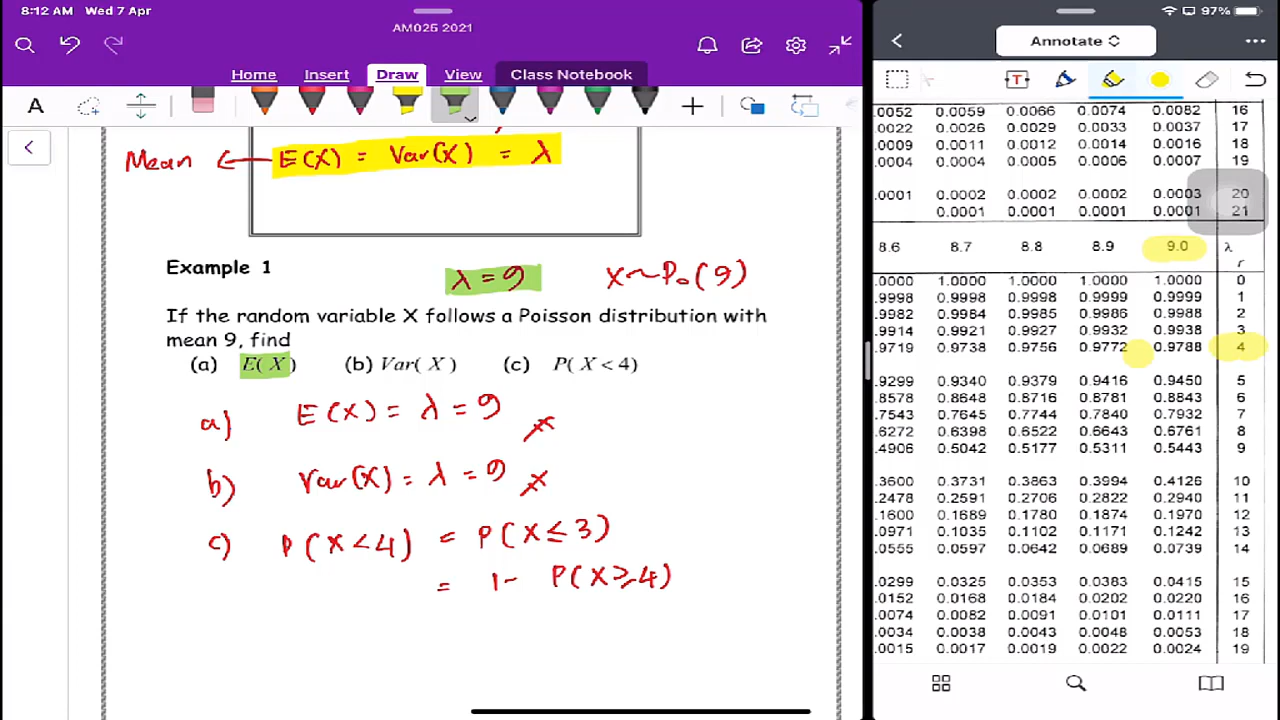 8:12 AM Wed 7 Apr
AM025 2021
97%
Home Insert Draw View Class Notebook
Annotate
A
T
Mean ← E(X) = Var(X) = λ
Example 1
λ = 9 X ~ Po(9)
If the random variable X follows a Poisson distribution with
mean 9, find
(a) E( X ) (b) Var( X ) (c) P( X < 4)
a) E(X) = λ = 9
b) Var(X) = λ = 9
c) P(X < 4) = P(X ≤ 3)
= 1 - P(X ≥ 4)
.0052 0.0059 0.0066 0.0074 0.0082 16
.0022 0.0026 0.0029 0.0033 0.0037 17
.0009 0.0011 0.0012 0.0014 0.0016 18
.0004 0.0004 0.0005 0.0006 0.0007 19
.0001 0.0002 0.0002 0.0002 0.0003 20
0.0001 0.0001 0.0001 0.0001 21
8.6 8.7 8.8 8.9 9.0 λ
r
.0000 1.0000 1.0000 1.0000 1.0000 0
.9998 0.9998 0.9998 0.9999 0.9999 1
.9982 0.9984 0.9985 0.9986 0.9988 2
.9914 0.9921 0.9927 0.9932 0.9938 3
.9719 0.9738 0.9756 0.9772 0.9788 4
.9299 0.9340 0.9379 0.9416 0.9450 5
.8578 0.8648 0.8716 0.8781 0.8843 6
.7543 0.7645 0.7744 0.7840 0.7932 7
.6272 0.6398 0.6522 0.6643 0.6761 8
.4906 0.5042 0.5177 0.5311 0.5443 9
.3600 0.3731 0.3863 0.3994 0.4126 10
.2478 0.2591 0.2706 0.2822 0.2940 11
.1600 0.1689 0.1780 0.1874 0.1970 12
.0971 0.1035 0.1102 0.1171 0.1242 13
.0555 0.0597 0.0642 0.0689 0.0739 14
.0299 0.0325 0.0353 0.0383 0.0415 15
.0152 0.0168 0.0184 0.0202 0.0220 16
.0074 0.0082 0.0091 0.0101 0.0111 17
.0034 0.0038 0.0043 0.0048 0.0053 18
.0015 0.0017 0.0019 0.0022 0.0024 19